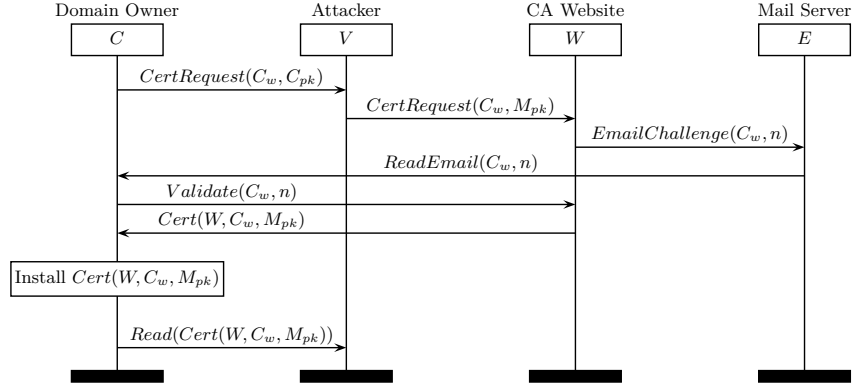 Domain Owner Attacker CA Website Mail Server
C V W E
CertRequest(C_w, C_pk)
CertRequest(C_w, M_pk)
EmailChallenge(C_w, n)
ReadEmail(C_w, n)
Validate(C_w, n)
Cert(W, C_w, M_pk)
Install Cert(W, C_w, M_pk)
Read(Cert(W, C_w, M_pk))